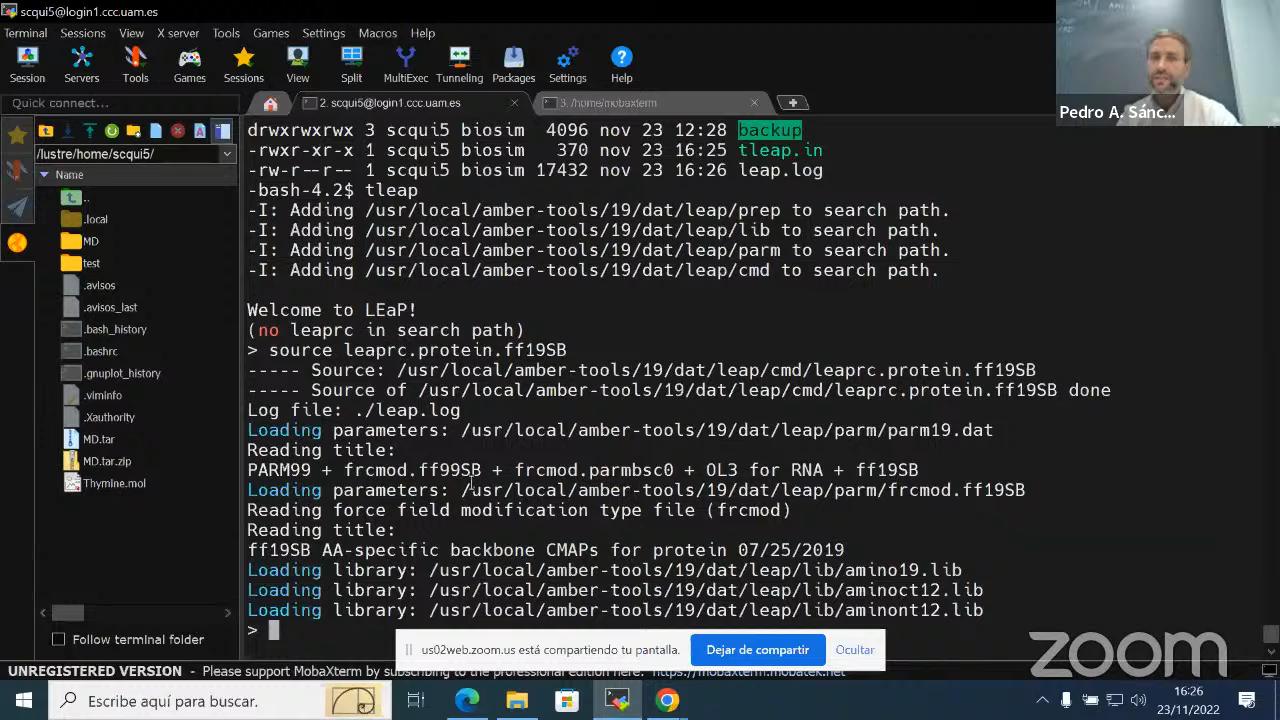 scqui5@login1.ccc.uam.es
Terminal Sessions View X server Tools Games Settings Macros Help
Session Servers Tools Games Sessions View Split MultiExec Tunneling Packages Settings Help
Quick connect...
2. scqui5@login1.ccc.uam.es
3. /home/mobaxterm
Pedro A. Sánc...
/lustre/home/scqui5/
Name
..
.local
MD
test
.avisos
.avisos_last
.bash_history
.bashrc
.gnuplot_history
.viminfo
.Xauthority
MD.tar
MD.tar.zip
Thymine.mol
Follow terminal folder
drwxrwxrwx 3 scqui5 biosim 4096 nov 23 12:28 backup
-rwxr-xr-x 1 scqui5 biosim 370 nov 23 16:25 tleap.in
-rw-r--r-- 1 scqui5 biosim 17432 nov 23 16:26 leap.log
-bash-4.2$ tleap
-I: Adding /usr/local/amber-tools/19/dat/leap/prep to search path.
-I: Adding /usr/local/amber-tools/19/dat/leap/lib to search path.
-I: Adding /usr/local/amber-tools/19/dat/leap/parm to search path.
-I: Adding /usr/local/amber-tools/19/dat/leap/cmd to search path.
Welcome to LEaP!
(no leaprc in search path)
> source leaprc.protein.ff19SB
----- Source: /usr/local/amber-tools/19/dat/leap/cmd/leaprc.protein.ff19SB
----- Source of /usr/local/amber-tools/19/dat/leap/cmd/leaprc.protein.ff19SB done
Log file: ./leap.log
Loading parameters: /usr/local/amber-tools/19/dat/leap/parm/parm19.dat
Reading title:
PARM99 + frcmod.ff99SB + frcmod.parmbsc0 + OL3 for RNA + ff19SB
Loading parameters: /usr/local/amber-tools/19/dat/leap/parm/frcmod.ff19SB
Reading force field modification type file (frcmod)
Reading title:
ff19SB AA-specific backbone CMAPs for protein 07/25/2019
Loading library: /usr/local/amber-tools/19/dat/leap/lib/amino19.lib
Loading library: /usr/local/amber-tools/19/dat/leap/lib/aminoct12.lib
Loading library: /usr/local/amber-tools/19/dat/leap/lib/aminont12.lib
>
us02web.zoom.us está compartiendo tu pantalla. Dejar de compartir Ocultar
zoom
UNREGISTERED VERSION - Please support MobaXterm by subscribing to the professional edition here: https://mobaxterm.mobatek.net
Escribe aquí para buscar.
16:26
23/11/2022